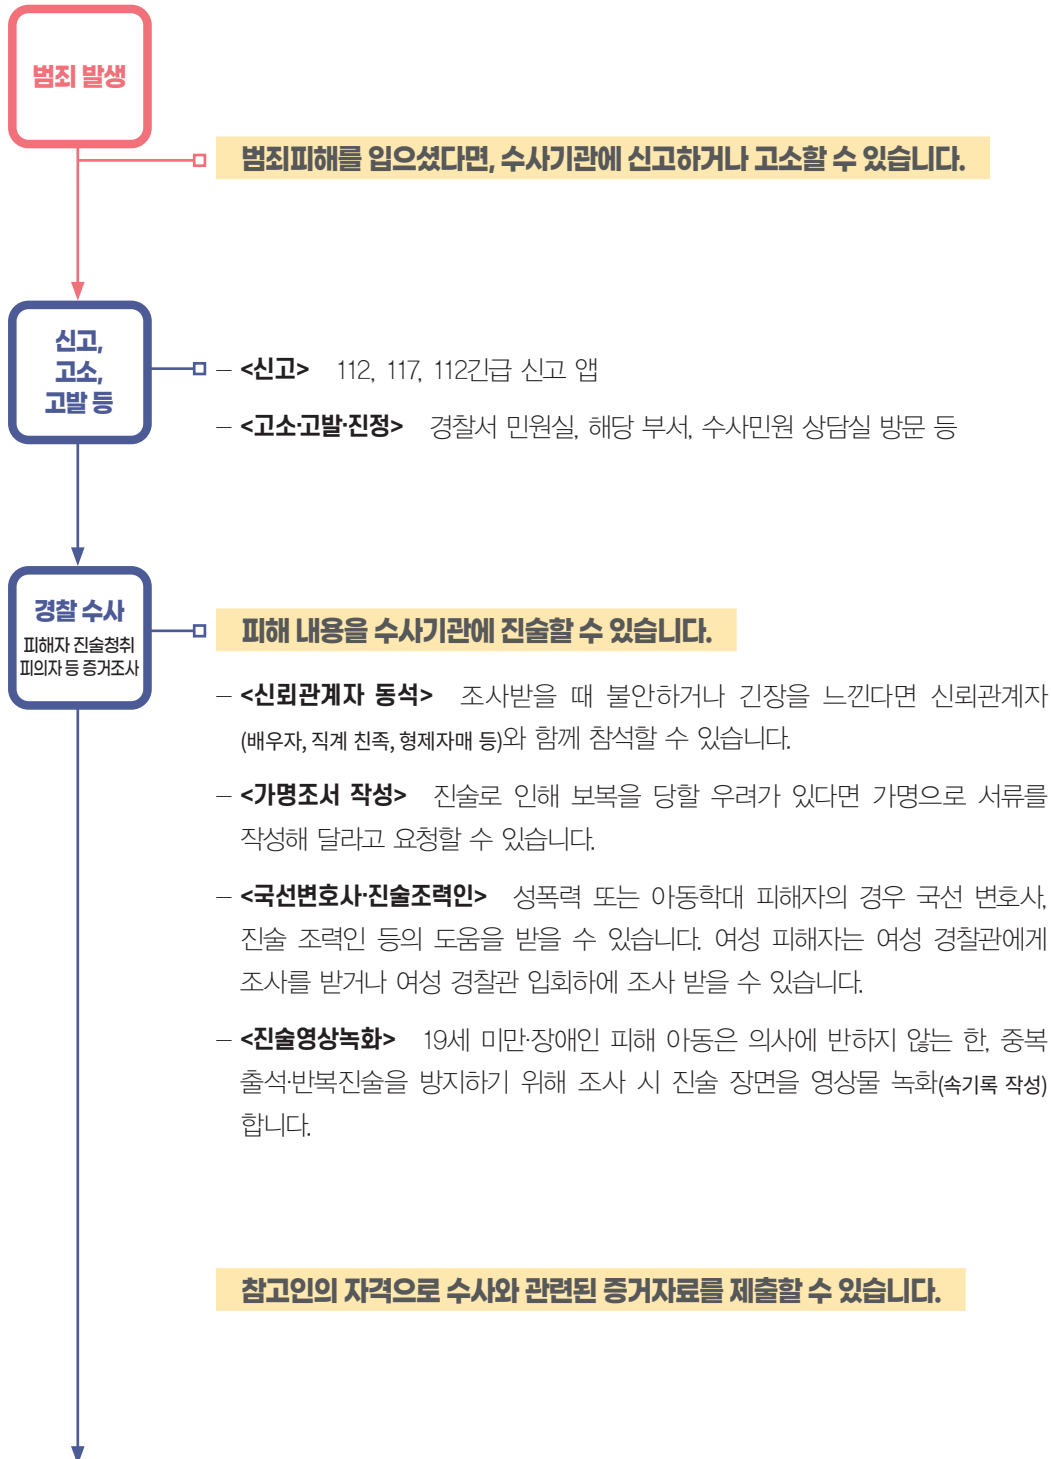 범죄 발생
범죄피해를 입으셨다면, 수사기관에 신고하거나 고소할 수 있습니다.
신고,
고소,
고발 등
– <신고> 112, 117, 112긴급 신고 앱
– <고소·고발·진정> 경찰서 민원실, 해당 부서, 수사민원 상담실 방문 등
경찰 수사
피해자 진술청취
피의자 등 증거조사
피해 내용을 수사기관에 진술할 수 있습니다.
– <신뢰관계자 동석> 조사받을 때 불안하거나 긴장을 느낀다면 신뢰관계자
(배우자, 직계 친족, 형제자매 등)와 함께 참석할 수 있습니다.
– <가명조서 작성> 진술로 인해 보복을 당할 우려가 있다면 가명으로 서류를
작성해 달라고 요청할 수 있습니다.
– <국선변호사·진술조력인> 성폭력 또는 아동학대 피해자의 경우 국선 변호사,
진술 조력인 등의 도움을 받을 수 있습니다. 여성 피해자는 여성 경찰관에게
조사를 받거나 여성 경찰관 입회하에 조사 받을 수 있습니다.
– <진술영상녹화> 19세 미만·장애인 피해 아동은 의사에 반하지 않는 한, 중복
출석·반복진술을 방지하기 위해 조사 시 진술 장면을 영상물 녹화(속기록 작성)
합니다.
참고인의 자격으로 수사와 관련된 증거자료를 제출할 수 있습니다.